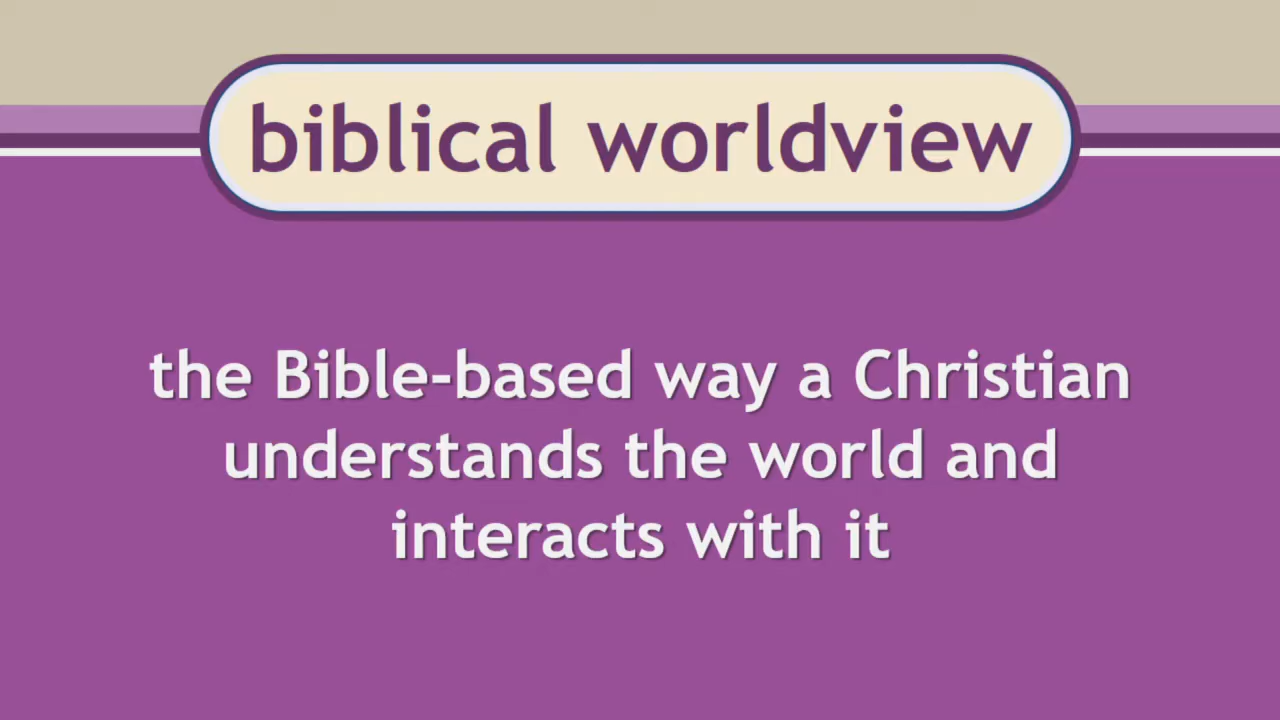 biblical worldview
the Bible-based way a Christian
understands the world and
interacts with it